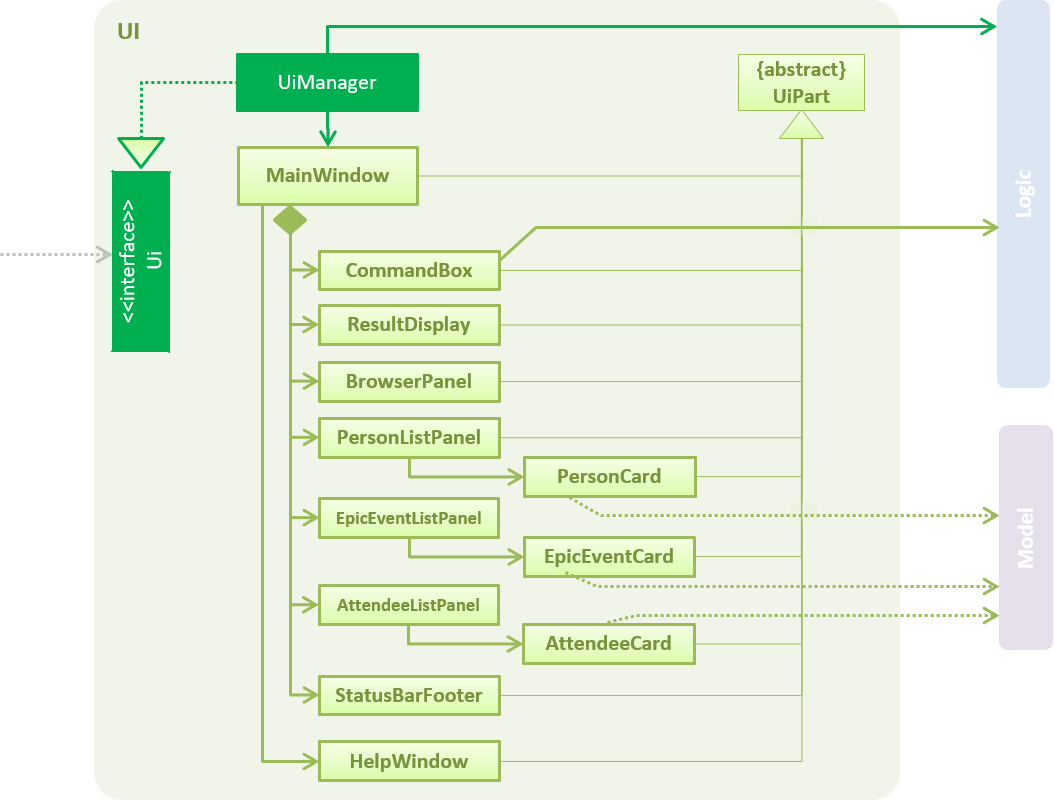 UI
UiManager
{abstract}
UiPart
<<interface>>
Ui
MainWindow
Logic
CommandBox
ResultDisplay
BrowserPanel
PersonListPanel
PersonCard
EpicEventListPanel
EpicEventCard
Model
AttendeeListPanel
AttendeeCard
StatusBarFooter
HelpWindow